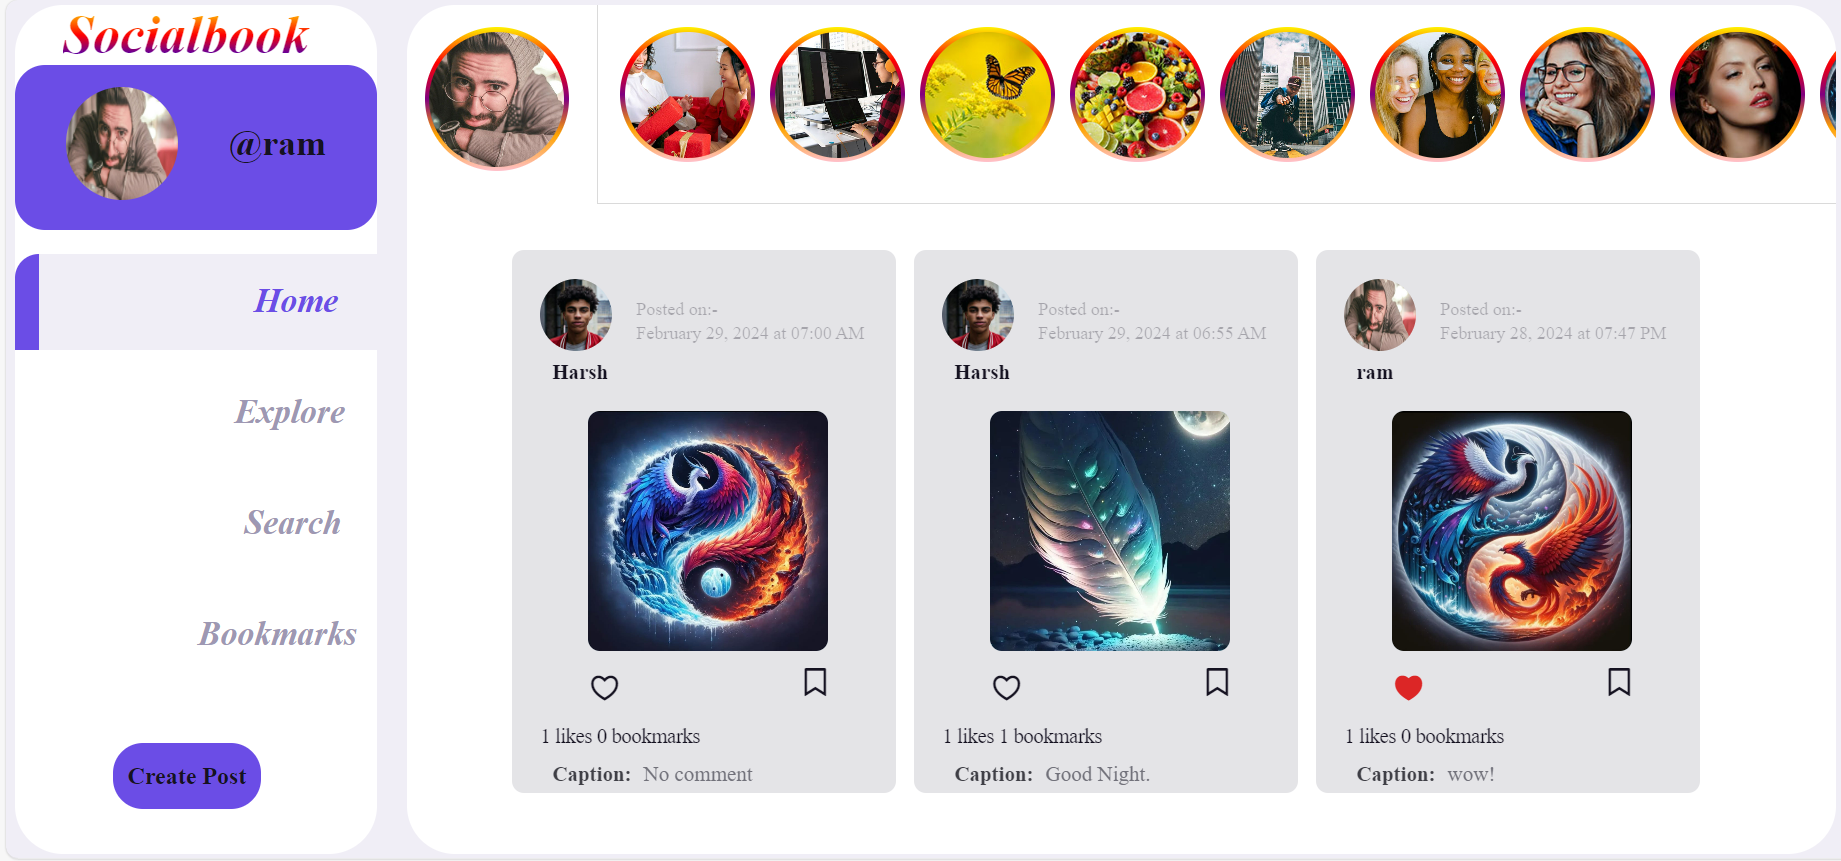 Socialbook
@ram
Home
Explore
Search
Bookmarks
Create Post
Posted on:-
February 29, 2024 at 07:00 AM
Harsh
1 likes 0 bookmarks
Caption: No comment
Posted on:-
February 29, 2024 at 06:55 AM
Harsh
1 likes 1 bookmarks
Caption: Good Night.
Posted on:-
February 28, 2024 at 07:47 PM
ram
1 likes 0 bookmarks
Caption: wow!